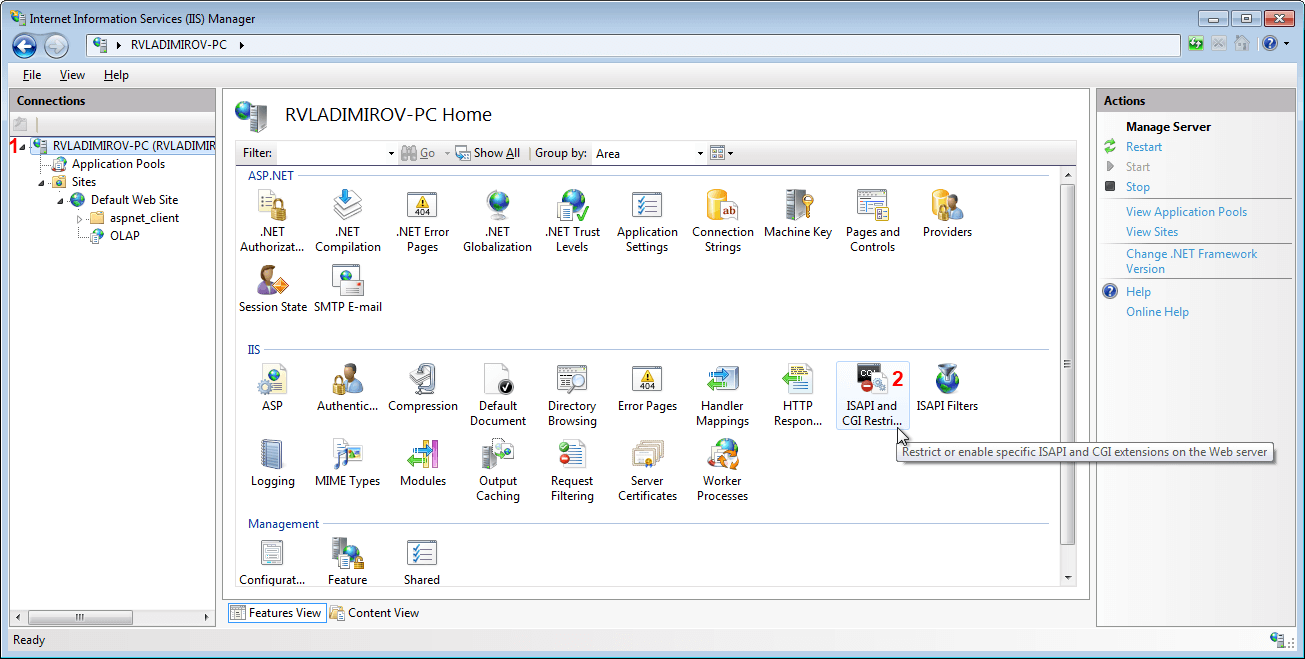 Internet Information Services (IIS) Manager
RVLADIMIROV-PC
File View Help
Connections
1
RVLADIMIROV-PC (RVLADIMIR
Application Pools
Sites
Default Web Site
aspnet_client
OLAP
RVLADIMIROV-PC Home
Filter: Go Show All Group by: Area
ASP.NET
.NET Authorizat...
.NET Compilation
404
.NET Error Pages
.NET Globalization
.NET Trust Levels
Application Settings
ab
Connection Strings
Machine Key
Pages and Controls
Providers
Session State
SMTP E-mail
IIS
ASP
Authentic...
Compression
Default Document
Directory Browsing
404
Error Pages
Handler Mappings
HTTP Respon...
CGI
2
ISAPI and CGI Restri...
ISAPI Filters
Restrict or enable specific ISAPI and CGI extensions on the Web server
Logging
MIME Types
Modules
Output Caching
Request Filtering
Server Certificates
Worker Processes
Management
Configurat...
Feature
Shared
Features View
Content View
Actions
Manage Server
Restart
Start
Stop
View Application Pools
View Sites
Change .NET Framework
Version
Help
Online Help
Ready